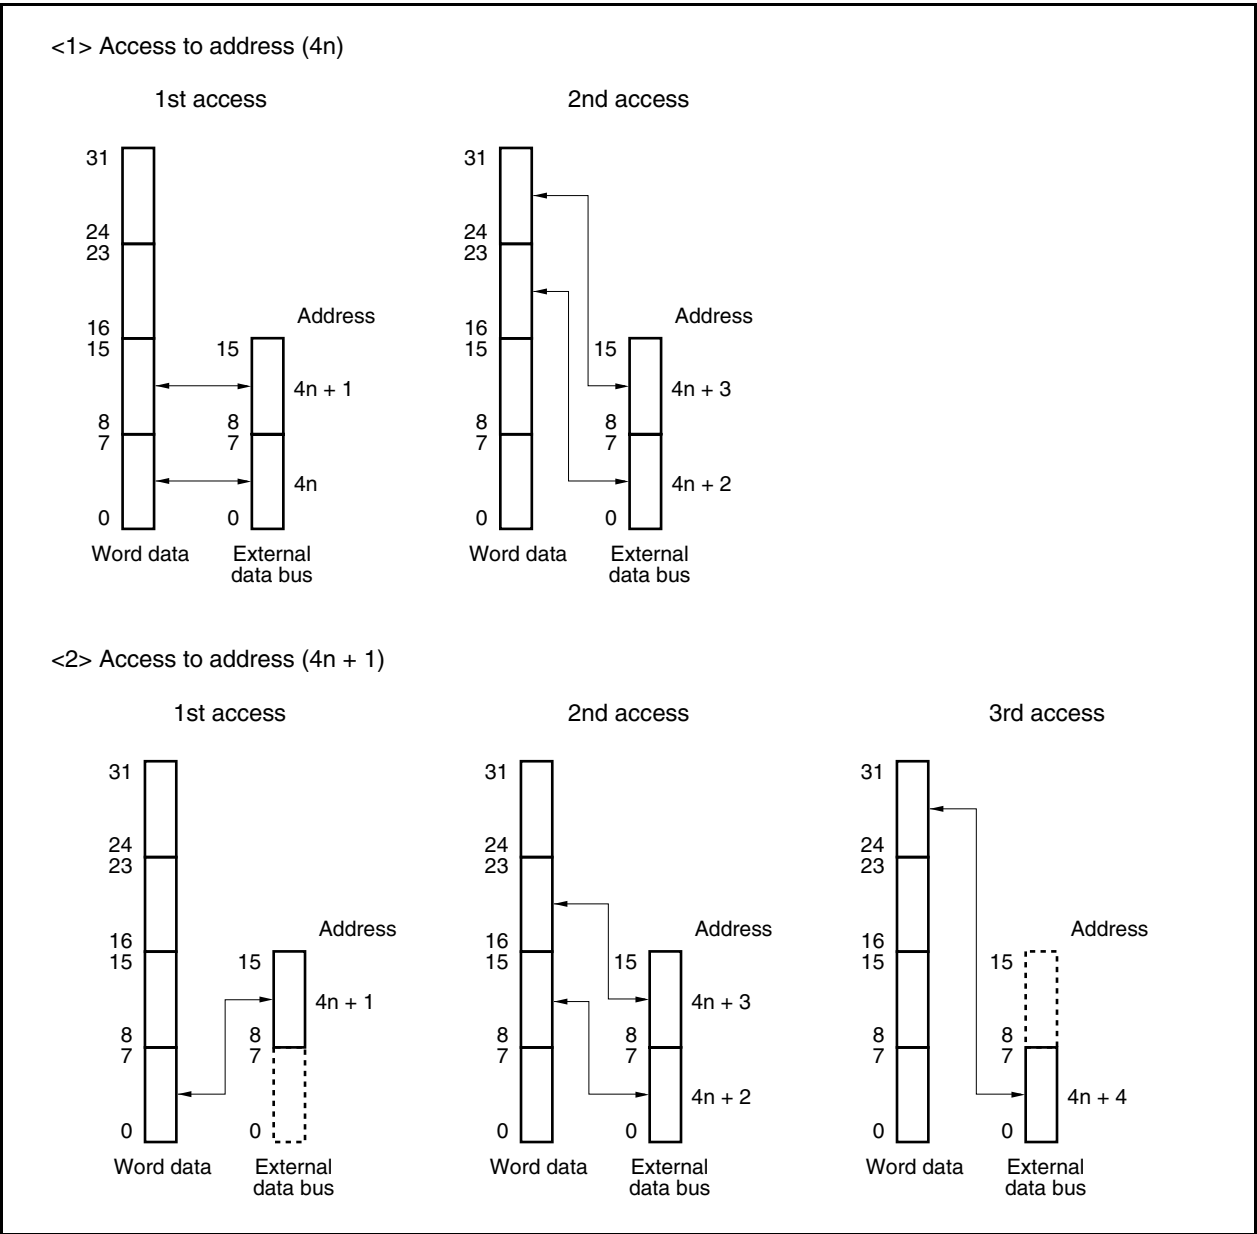 <1> Access to address (4n)
1st access
2nd access
31
24
23
16
15
8
7
0
Address
15
4n + 1
8
7
4n
0
Word data
External
data bus
31
24
23
16
15
8
7
0
Address
15
4n + 3
8
7
4n + 2
0
Word data
External
data bus
<2> Access to address (4n + 1)
1st access
2nd access
3rd access
31
24
23
16
15
8
7
0
Address
15
4n + 1
8
7
0
Word data
External
data bus
31
24
23
16
15
8
7
0
Address
15
4n + 3
8
7
4n + 2
0
Word data
External
data bus
31
24
23
16
15
8
7
0
Address
15
8
7
4n + 4
0
Word data
External
data bus